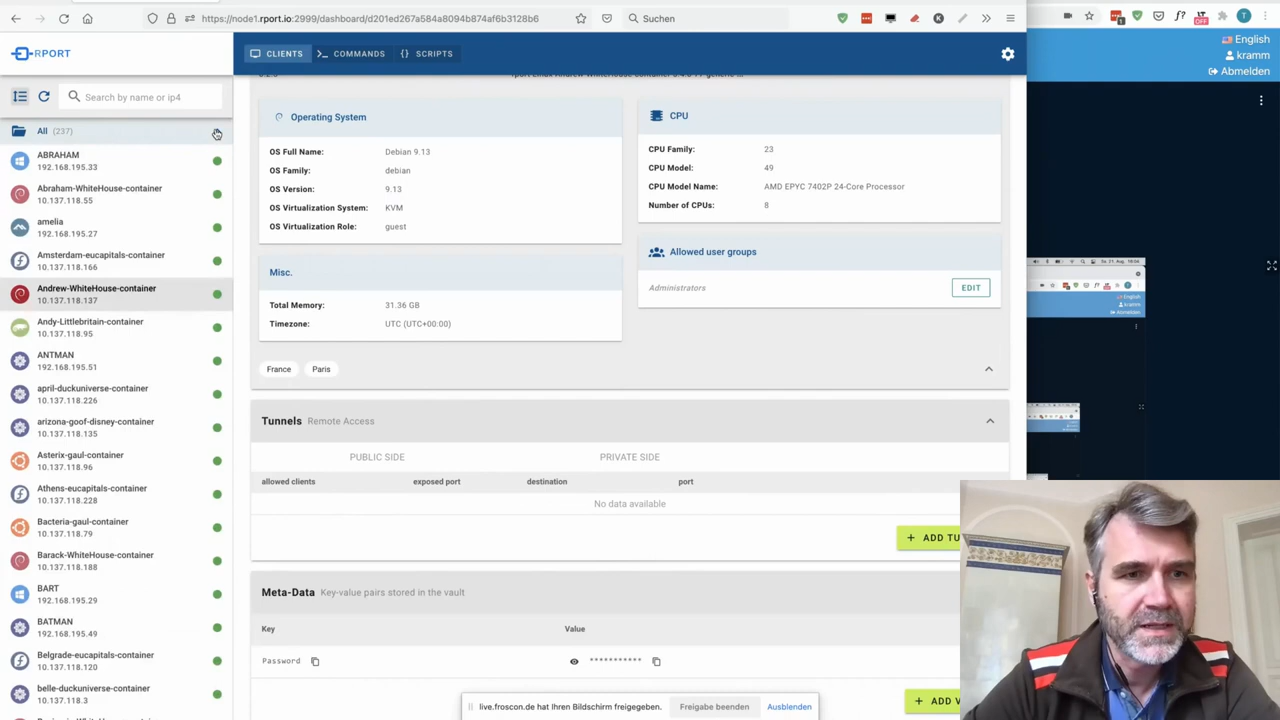 https://node1.rport.io:2999/dashboard/d201ed267a584a8094b874af6b3128b6
Suchen
English
kramm
Abmelden
RPORT
CLIENTS
COMMANDS
SCRIPTS
Search by name or ip4
All (237)
ABRAHAM
192.168.195.33
Abraham-WhiteHouse-container
10.137.118.55
amelia
192.168.195.27
Amsterdam-eucapitals-container
10.137.118.166
Andrew-WhiteHouse-container
10.137.118.137
Andy-Littlebritain-container
10.137.118.95
ANTMAN
192.168.195.51
april-duckuniverse-container
10.137.118.226
arizona-goof-disney-container
10.137.118.135
Asterix-gaul-container
10.137.118.96
Athens-eucapitals-container
10.137.118.228
Bacteria-gaul-container
10.137.118.79
Barack-WhiteHouse-container
10.137.118.188
BART
192.168.195.29
BATMAN
192.168.195.49
Belgrade-eucapitals-container
10.137.118.120
belle-duckuniverse-container
10.137.118.3
Operating System
OS Full Name: Debian 9.13
OS Family: debian
OS Version: 9.13
OS Virtualization System: KVM
OS Virtualization Role: guest
Misc.
Total Memory: 31.36 GB
Timezone: UTC (UTC+00:00)
CPU
CPU Family: 23
CPU Model: 49
CPU Model Name: AMD EPYC 7402P 24-Core Processor
Number of CPUs: 8
Allowed user groups
Administrators
EDIT
France
Paris
Tunnels Remote Access
PUBLIC SIDE PRIVATE SIDE
allowed clients exposed port destination port
No data available
+ ADD TU
Meta-Data Key-value pairs stored in the vault
Key Value
Password ***********
+ ADD V
live.froscon.de hat Ihren Bildschirm freigegeben.
Freigabe beenden
Ausblenden